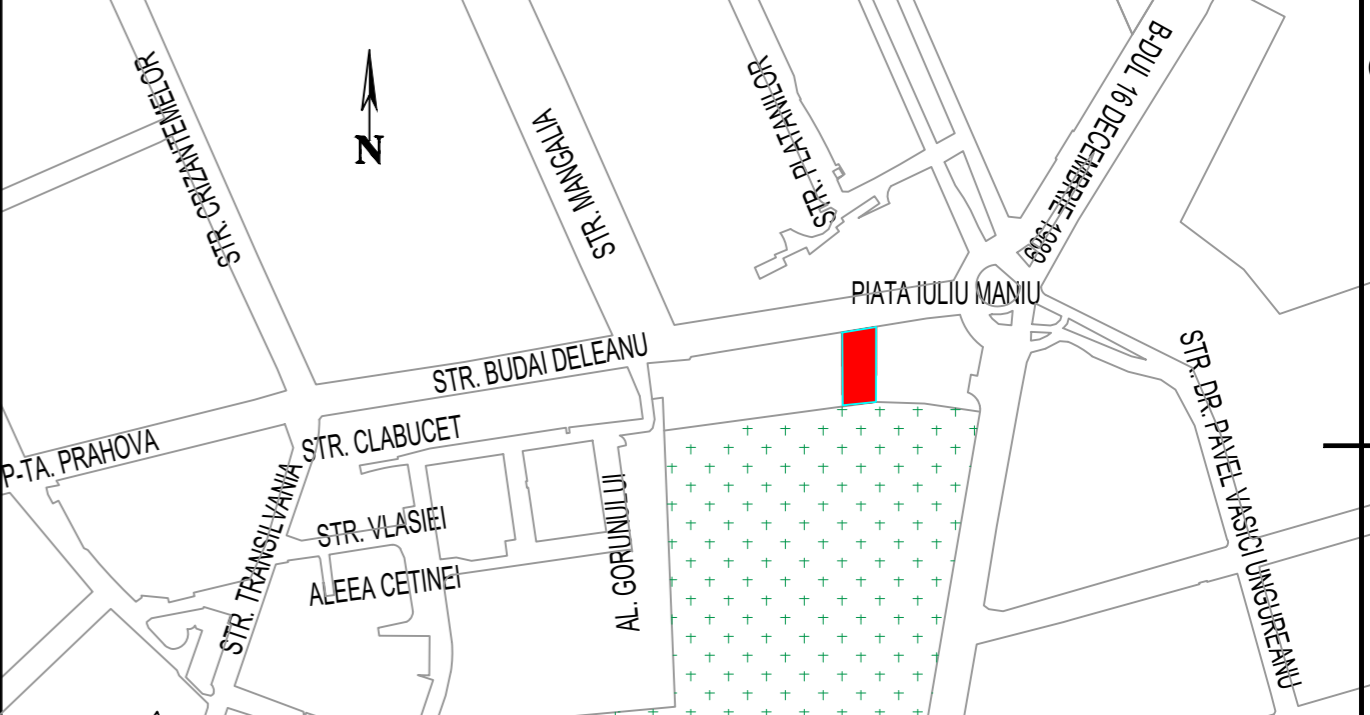 B-DUL 16 DECEMBRIE 1989
STR. CRIZANTEMELOR
STR. MANGALIA
STR. PLATANILOR
N
PIATA IULIU MANIU
STR. BUDAI DELEANU
STR. DR. PAVEL VASICI UNGUREANU
STR. CLABUCET
P-TA. PRAHOVA
STR. TRANSILVANIA
STR. VLASIEI
AL. GORUNULUI
ALEEA CETINEI